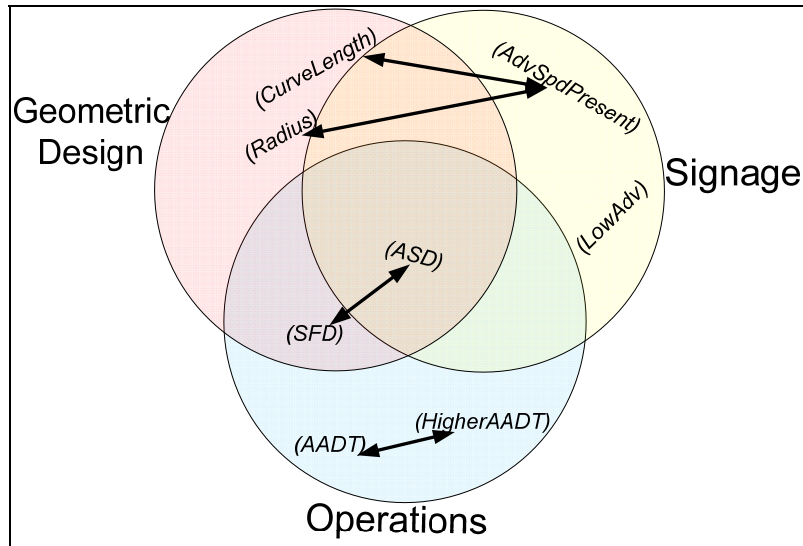 (CurveLength)
(AdvSpdPresent)
Geometric
Design
(Radius)
Signage
(LowAdv)
(ASD)
(SFD)
(HigherAADT)
(AADT)
Operations